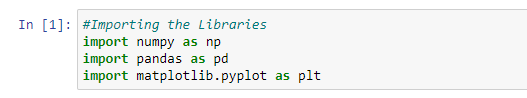 In [1]: #Importing the Libraries
import numpy as np
import pandas as pd
import matplotlib.pyplot as plt